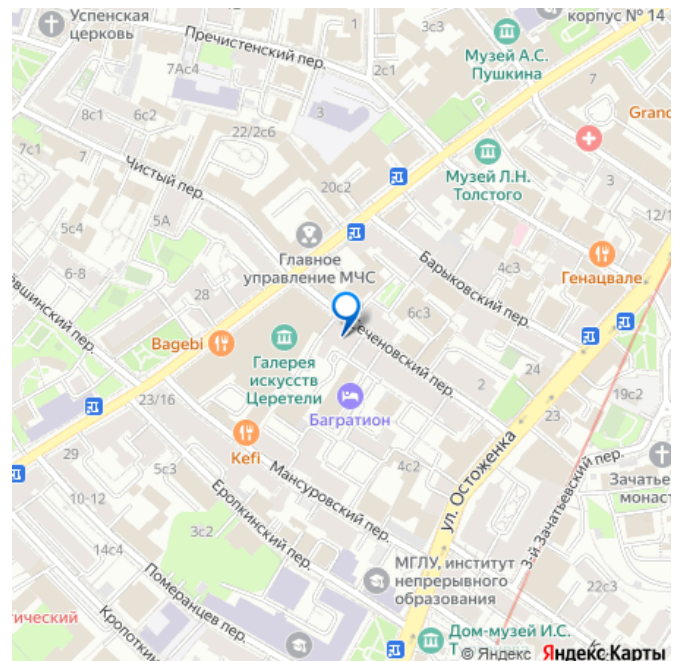 Успенская
церковь
Пречистенский пер.
3с3
корпус № 14
Музей А.С.
Пушкина
7Ас4
2с1
7
8с1
6с2
22/2с6
3
Grand
7с1
7
Чистый пер.
Музей Л.Н.
Толстого
3
20с2
5А
5с4
Главное
управление МЧС
12/1
6-8
28
Барыковский пер.
4с3
Генацвале
6с3
Bagebi
Галерея
искусств
Церетели
Сеченовский пер.
24
2
19с2
23/16
Багратион
23
Kefi
29
5с3
4с2
ул. Остоженка
Зачатье
монаст
10-12
Мансуровский пер.
3-й Зачатьевский пер.
3с2
Еропкинский пер.
14с4
МГЛУ, институт
непрерывного
образования
22с3
Померанцев пер.
тический
Дом-музей И.С.
Т
Кропоткин
© Яндекс Яндекс Карты